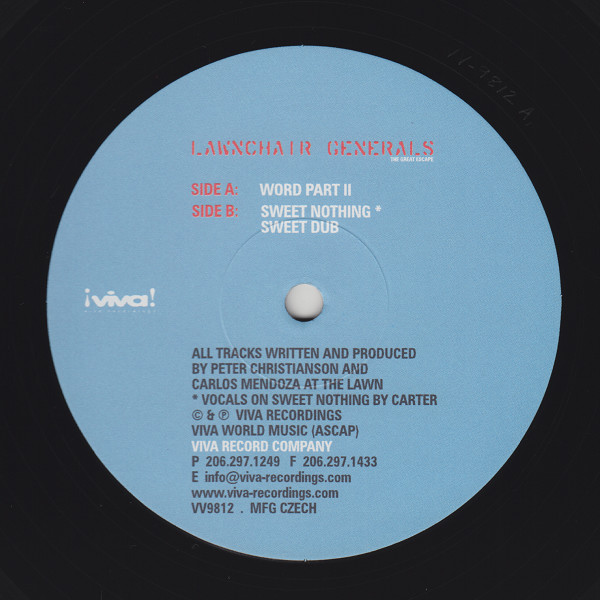 VV-9812 A.
LAWNCHAIR GENERALS
THE GREAT ESCAPE
SIDE A: WORD PART II
SIDE B: SWEET NOTHING *
SWEET DUB
¡viva!
ALL TRACKS WRITTEN AND PRODUCED
BY PETER CHRISTIANSON AND
CARLOS MENDOZA AT THE LAWN
* VOCALS ON SWEET NOTHING BY CARTER
© & ℗ VIVA RECORDINGS
VIVA WORLD MUSIC (ASCAP)
VIVA RECORD COMPANY
P 206.297.1249 F 206.297.1433
E info@viva-recordings.com
www.viva-recordings.com
VV9812 . MFG CZECH